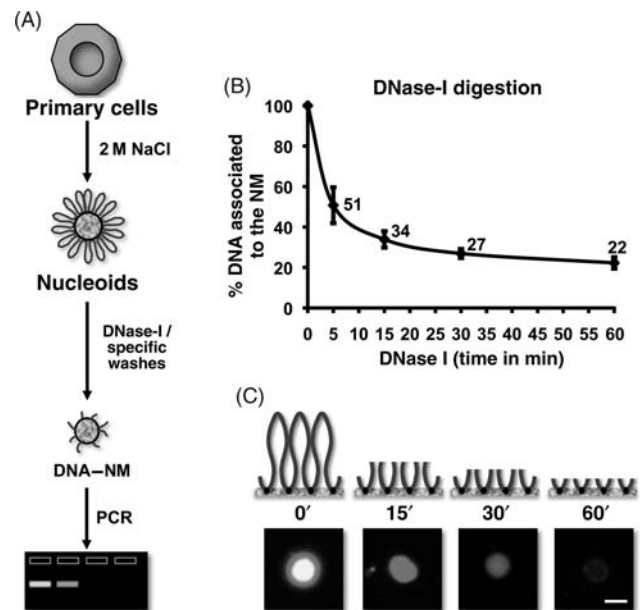 (A)
Primary cells
2 M NaCl
Nucleoids
DNase-I /
specific
washes
DNA–NM
PCR
(B)
DNase-I digestion
% DNA associated
to the NM
100
80
60
40
20
0
51
34
27
22
0 5 10 15 20 25 30 35 40 45 50 55 60
DNase I (time in min)
(C)
0′ 15′ 30′ 60′